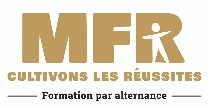 MFR
CULTIVONS LES RÉUSSITES
Formation par alternance